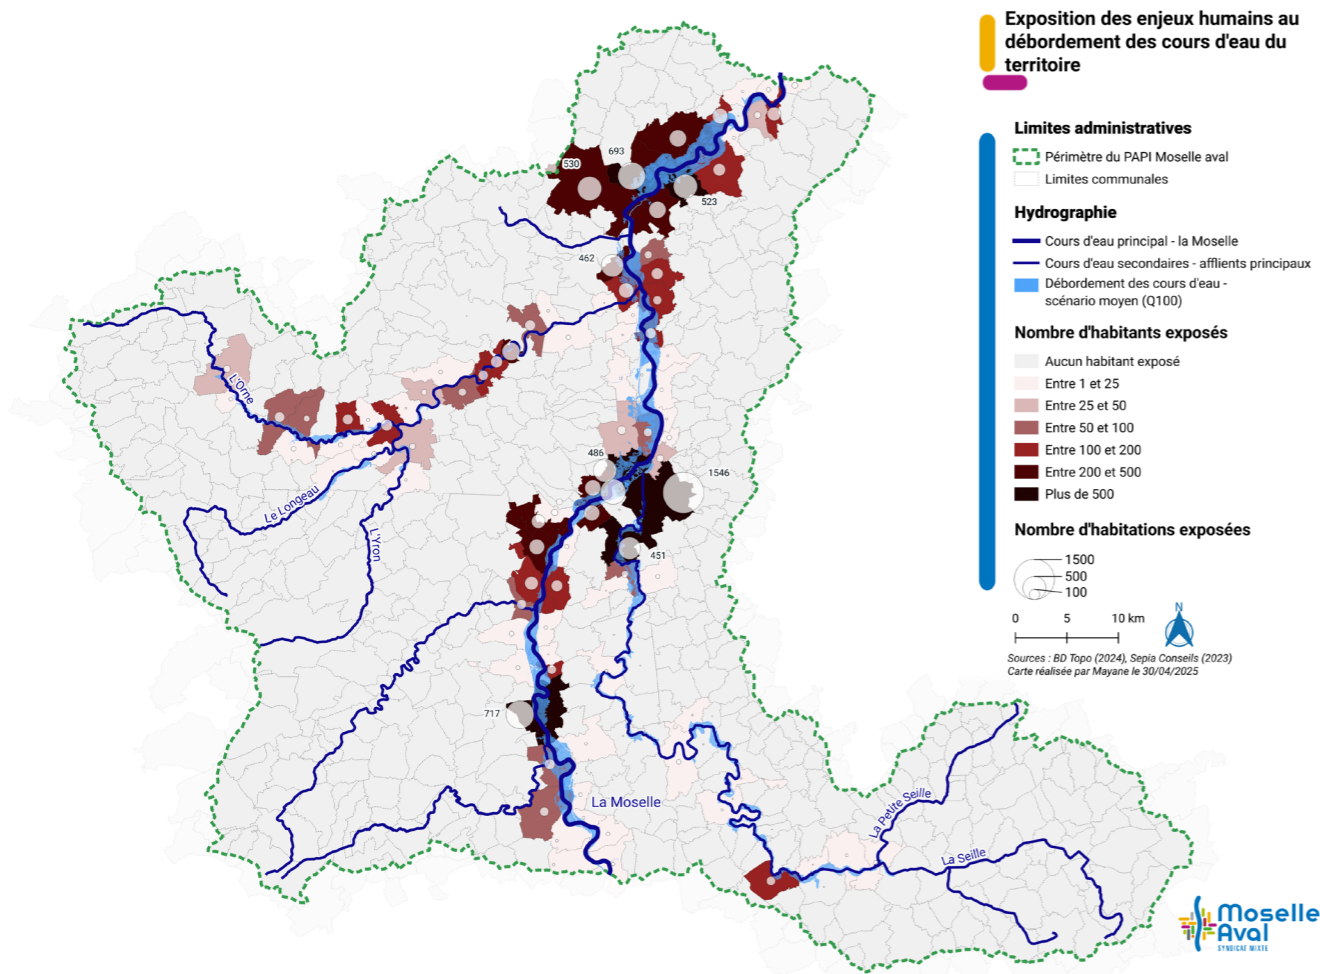 Exposition des enjeux humains au
débordement des cours d'eau du
territoire
Limites administratives
Périmètre du PAPI Moselle aval
Limites communales
Hydrographie
Cours d'eau principal - la Moselle
Cours d'eau secondaires - afflients principaux
Débordement des cours d'eau -
scénario moyen (Q100)
Nombre d'habitants exposés
Aucun habitant exposé
Entre 1 et 25
Entre 25 et 50
Entre 50 et 100
Entre 100 et 200
Entre 200 et 500
Plus de 500
Nombre d'habitations exposées
1500
500
100
0 5 10 km
N
Sources : BD Topo (2024), Sepia Conseils (2023)
Carte réalisée par Mayane le 30/04/2025
693
530
523
462
L'Orne
486
1546
Le Longeau
L'Yron
451
717
La Moselle
La Petite Seille
La Seille
Moselle
Aval
SYNDICAT MIXTE